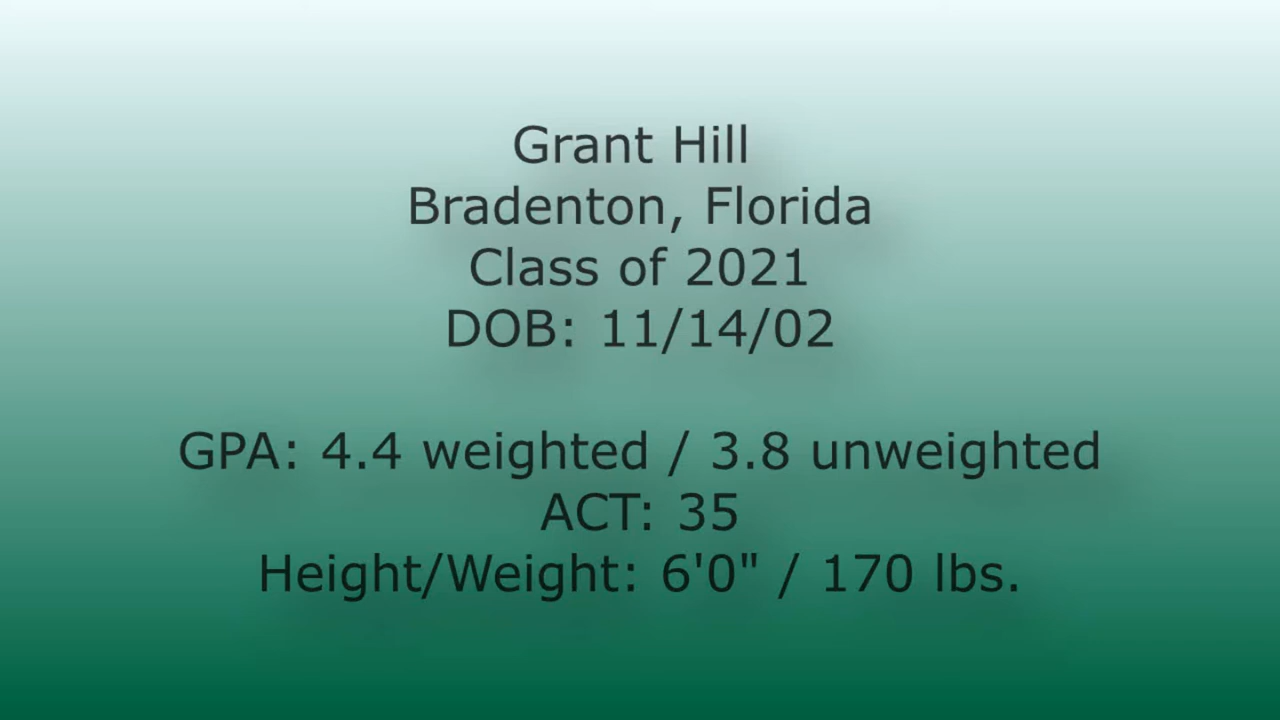 Grant Hill
Bradenton, Florida
Class of 2021
DOB: 11/14/02
GPA: 4.4 weighted / 3.8 unweighted
ACT: 35
Height/Weight: 6'0" / 170 lbs.